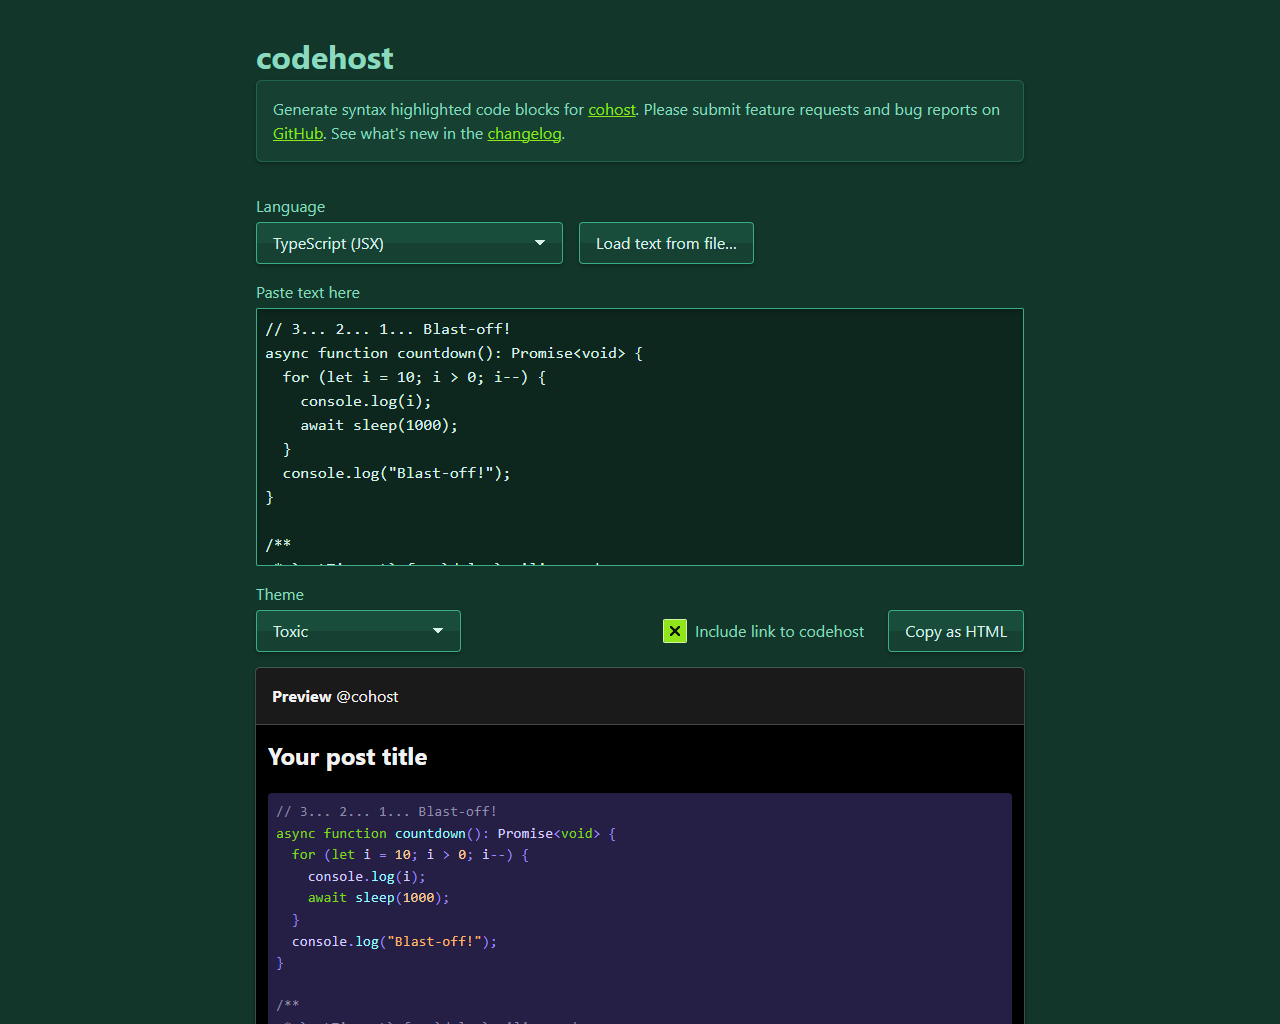 codehost
Generate syntax highlighted code blocks for cohost. Please submit feature requests and bug reports on
GitHub. See what's new in the changelog.
Language
TypeScript (JSX)
Load text from file...
Paste text here
// 3... 2... 1... Blast-off!
async function countdown(): Promise<void> {
  for (let i = 10; i > 0; i--) {
    console.log(i);
    await sleep(1000);
  }
  console.log("Blast-off!");
}
/**
Theme
Toxic
Include link to codehost
Copy as HTML
Preview @cohost
Your post title
// 3... 2... 1... Blast-off!
async function countdown(): Promise<void> {
  for (let i = 10; i > 0; i--) {
    console.log(i);
    await sleep(1000);
  }
  console.log("Blast-off!");
}
/**